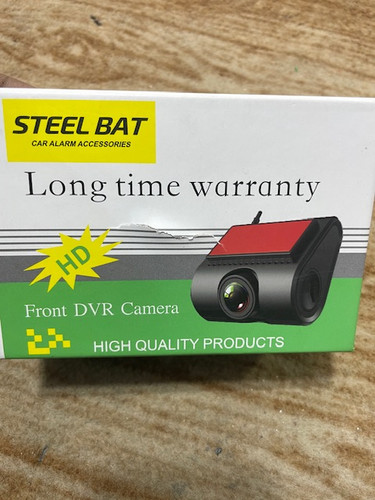 STEEL BAT
CAR ALARM ACCESSORIES
Long time warranty
HD
Front DVR Camera
HIGH QUALITY PRODUCTS